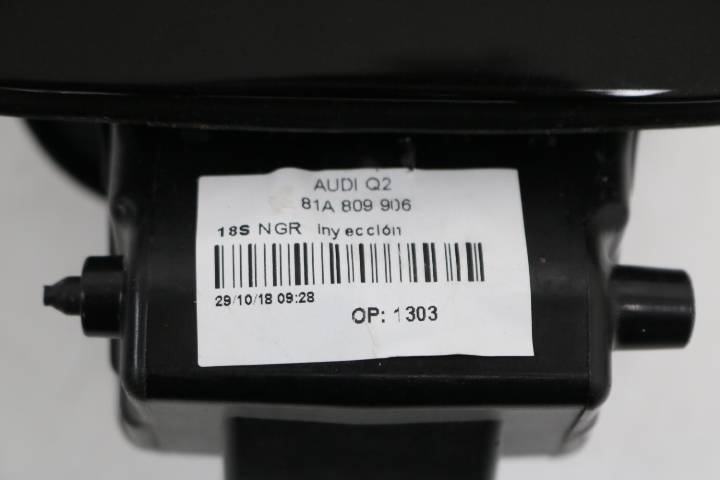 AUDI Q2
81A 809 906
18S NGR Inyección
29/10/18 09:28
OP: 1303